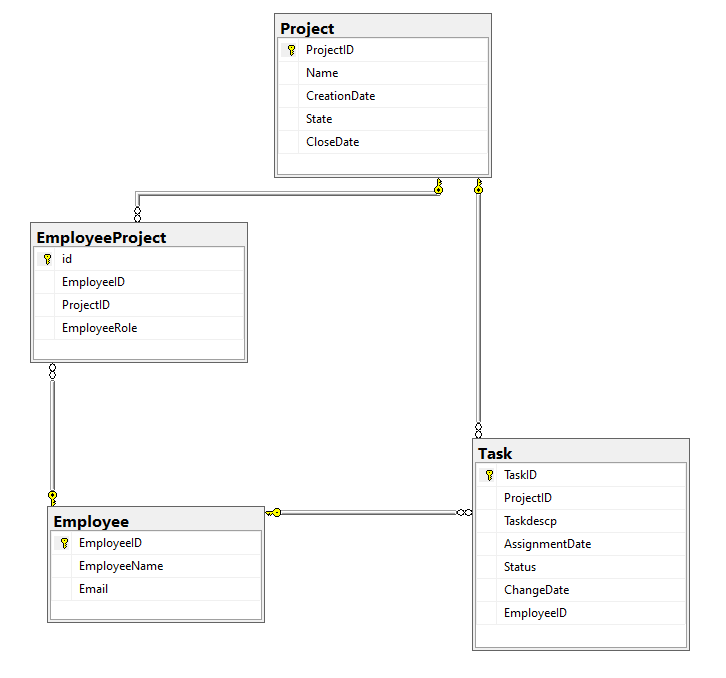 Project
ProjectID
Name
CreationDate
State
CloseDate
EmployeeProject
id
EmployeeID
ProjectID
EmployeeRole
Task
TaskID
ProjectID
Taskdescp
AssignmentDate
Status
ChangeDate
EmployeeID
Employee
EmployeeID
EmployeeName
Email